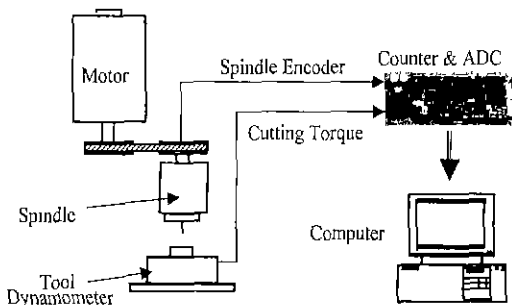 Motor
Spindle Encoder
Counter & ADC
Cutting Torque
Spindle
Computer
Tool
Dynamometer